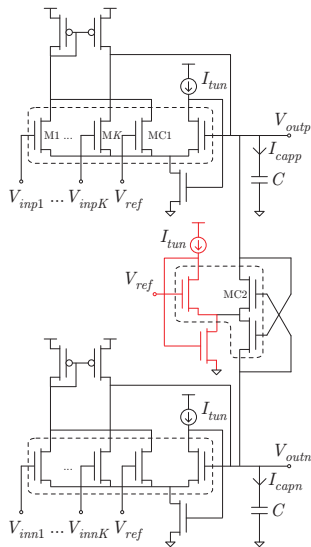 I_tun
M1 ... MK MC1
V_outp
I_capp
V_inp1 ... V_inpK V_ref
C
I_tun
V_ref
MC2
I_tun
V_outn
...
I_capn
V_inn1 ... V_innK V_ref
C